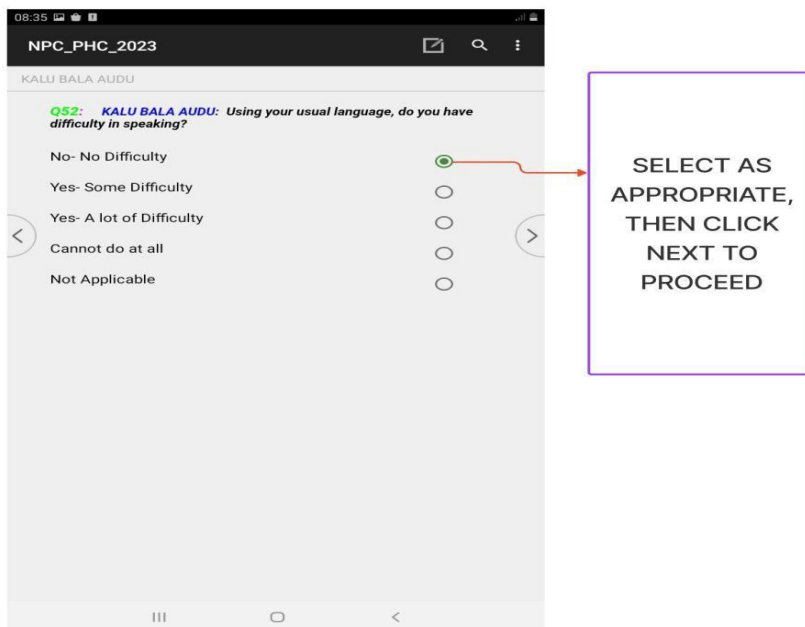 08:35
NPC_PHC_2023
KALU BALA AUDU
Q52: KALU BALA AUDU: Using your usual language, do you have
difficulty in speaking?
No- No Difficulty
Yes- Some Difficulty
Yes- A lot of Difficulty
Cannot do at all
Not Applicable
SELECT AS
APPROPRIATE,
THEN CLICK
NEXT TO
PROCEED